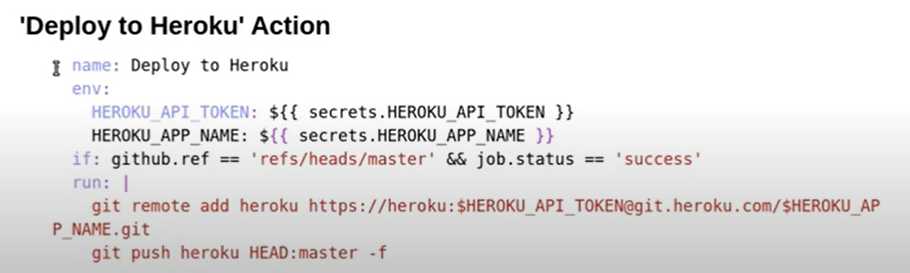 'Deploy to Heroku' Action
name: Deploy to Heroku
env:
HEROKU_API_TOKEN: ${{ secrets.HEROKU_API_TOKEN }}
HEROKU_APP_NAME: ${{ secrets.HEROKU_APP_NAME }}
if: github.ref == 'refs/heads/master' && job.status == 'success'
run: |
git remote add heroku https://heroku:$HEROKU_API_TOKEN@git.heroku.com/$HEROKU_AP
P_NAME.git
git push heroku HEAD:master -f